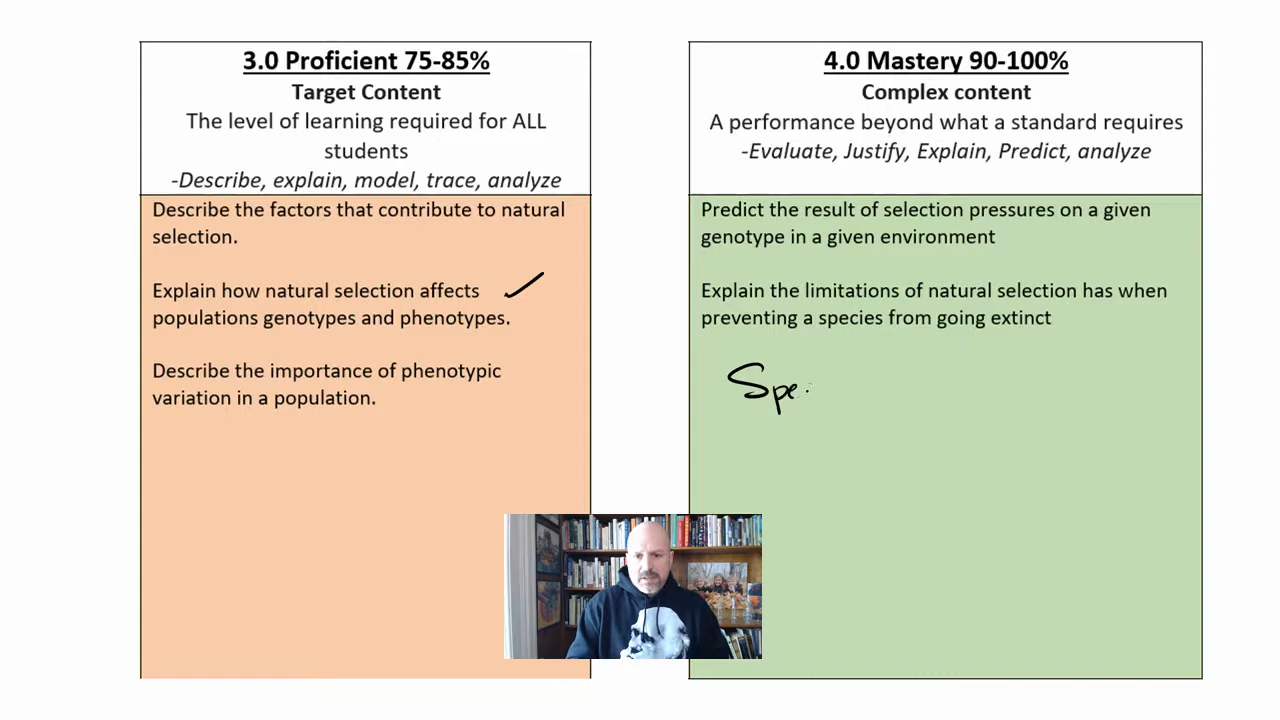 3.0 Proficient 75-85%
Target Content
The level of learning required for ALL
students
-Describe, explain, model, trace, analyze
Describe the factors that contribute to natural
selection.
Explain how natural selection affects
populations genotypes and phenotypes.
Describe the importance of phenotypic
variation in a population.
4.0 Mastery 90-100%
Complex content
A performance beyond what a standard requires
-Evaluate, Justify, Explain, Predict, analyze
Predict the result of selection pressures on a given
genotype in a given environment
Explain the limitations of natural selection has when
preventing a species from going extinct
Spe